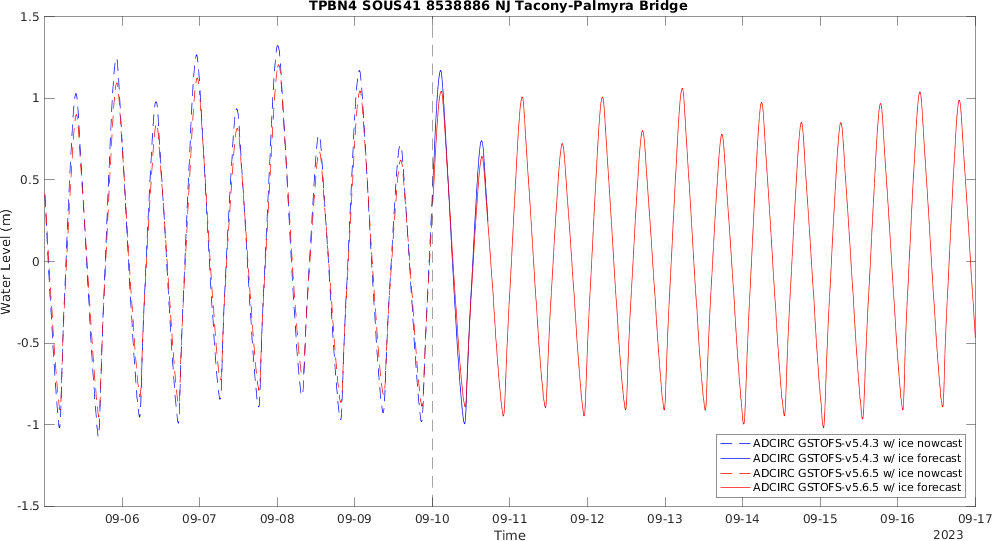 TPBN4 SOUS41 8538886 NJ Tacony-Palmyra Bridge
1.5
1
0.5
0
-0.5
-1
-1.5
Water Level (m)
09-06 09-07 09-08 09-09 09-10 09-11 09-12 09-13 09-14 09-15 09-16 09-17
Time
2023
ADCIRC GSTOFS-v5.4.3 w/ ice nowcast
ADCIRC GSTOFS-v5.4.3 w/ ice forecast
ADCIRC GSTOFS-v5.6.5 w/ ice nowcast
ADCIRC GSTOFS-v5.6.5 w/ ice forecast